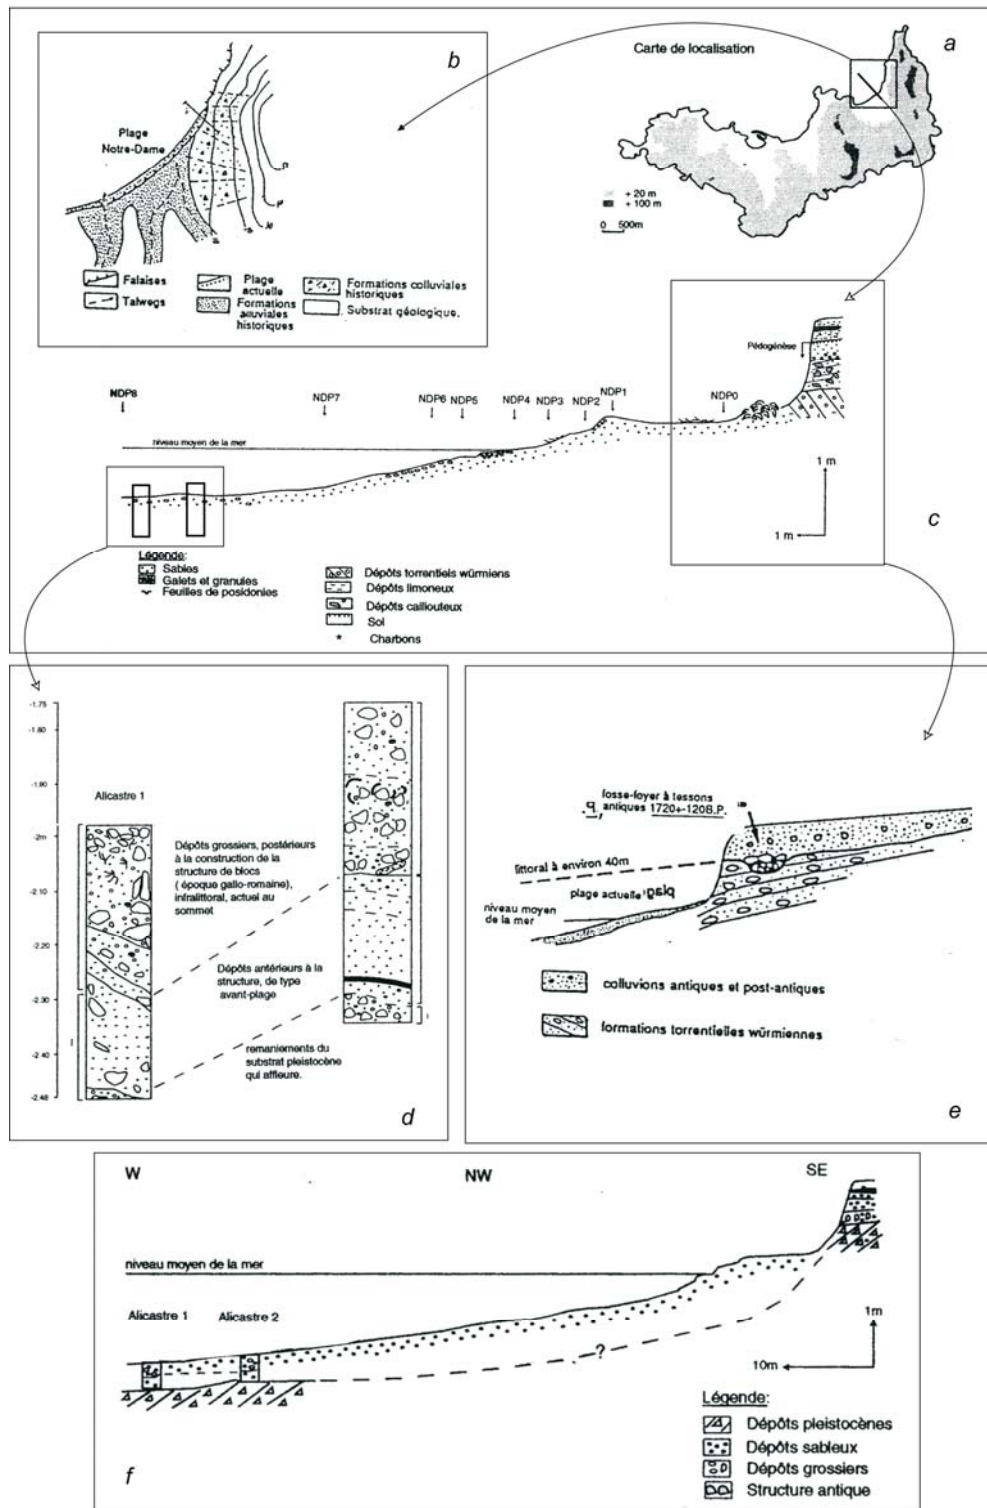 a
Carte de localisation
+ 20 m
+ 100 m
0 500m
b
Plage
Notre-Dame
Falaises
Talwegs
Plage
actuelle
Formations
alluviales
historiques
Formations colluviales
historiques
Substrat géologique.
Pédogénèse
NDP8
NDP7
NDP6
NDP5
NDP4
NDP3
NDP2
NDP1
NDP0
niveau moyen de la mer
1 m
1 m
c
Légende:
Sables
Galets et granules
Feuilles de posidonies
Dépôts torrentiels würmiens
Dépôts limoneux
Dépôts caillouteux
Sol
* Charbons
-1.75
-1.80
-1.90
-2m
-2.10
-2.20
-2.30
-2.40
-2.48
Alicastre 1
Dépôts grossiers, postérieurs
à la construction de la
structure de blocs
( époque gallo-romaine),
infralittoral, actuel au
sommet
Dépôts antérieurs à la
structure, de type
avant-plage
remaniements du
substrat pleistocène
qui affleure.
d
fosse-foyer à tessons
antiques 1720+-120B.P.
littoral à environ 40m
plage actuelle
niveau moyen
de la mer
colluvions antiques et post-antiques
formations torrentielles würmiennes
e
W
NW
SE
niveau moyen de la mer
Alicastre 1
Alicastre 2
?
1m
10m
Légende:
Dépôts pleistocènes
Dépôts sableux
Dépôts grossiers
Structure antique
f